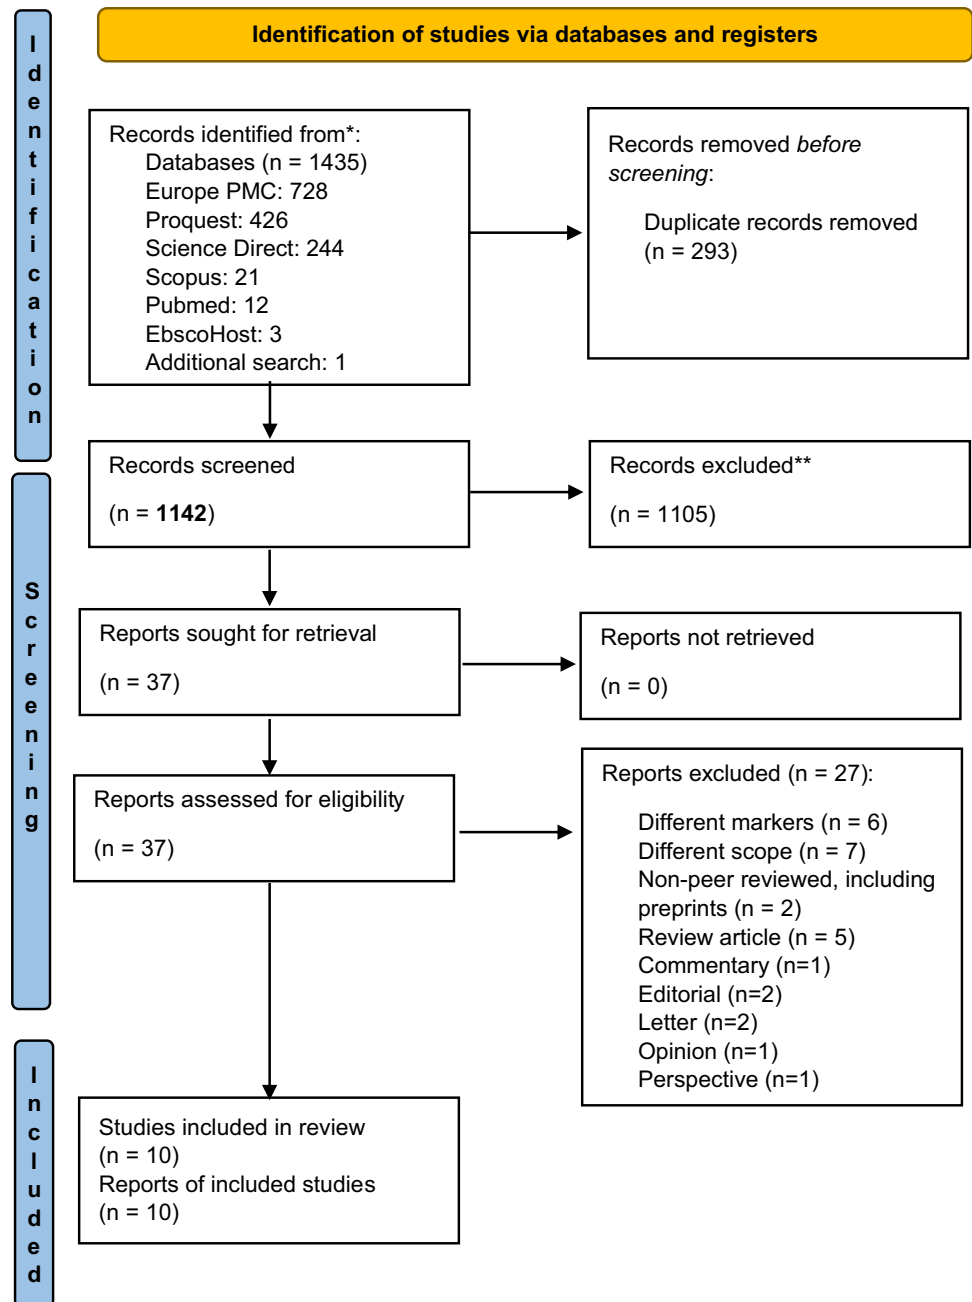 Identification of studies via databases and registers
Identification
Records identified from*:
Databases (n = 1435)
Europe PMC: 728
Proquest: 426
Science Direct: 244
Scopus: 21
Pubmed: 12
EbscoHost: 3
Additional search: 1
Records removed before
screening:
Duplicate records removed
(n = 293)
Screening
Records screened
(n = 1142)
Records excluded**
(n = 1105)
Reports sought for retrieval
(n = 37)
Reports not retrieved
(n = 0)
Reports assessed for eligibility
(n = 37)
Reports excluded (n = 27):
Different markers (n = 6)
Different scope (n = 7)
Non-peer reviewed, including
preprints (n = 2)
Review article (n = 5)
Commentary (n=1)
Editorial (n=2)
Letter (n=2)
Opinion (n=1)
Perspective (n=1)
Included
Studies included in review
(n = 10)
Reports of included studies
(n = 10)